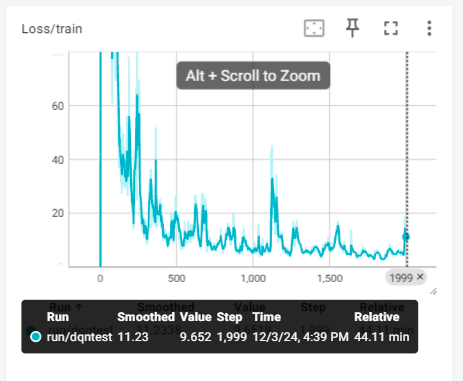 Loss/train
Alt + Scroll to Zoom
60
40
20
0 500 1,000 1,500 1999 ×
Run ↑ Smoothed Value Step Relative
Run Smoothed Value Step Time Relative
run/dqntest 11.23 9.652 1,999 12/3/24, 4:39 PM 44.11 min